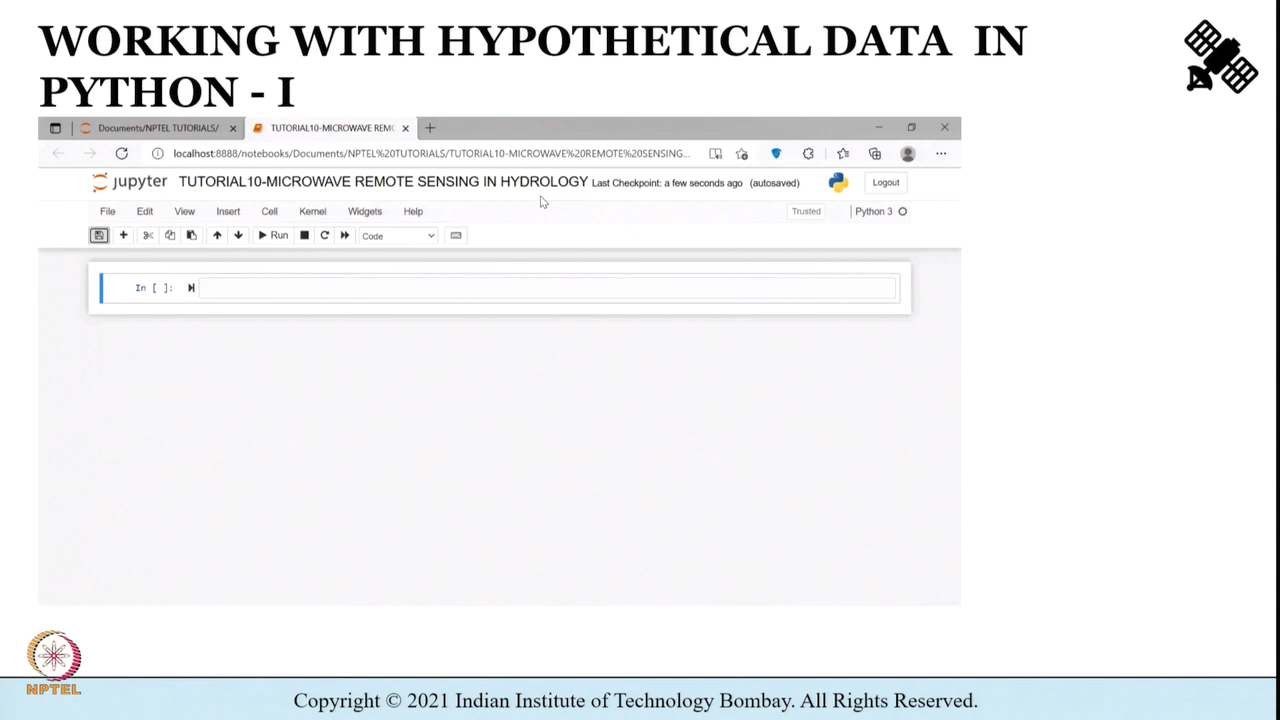 WORKING WITH HYPOTHETICAL DATA IN
PYTHON - I
Documents/NPTEL TUTORIALS/
TUTORIAL10-MICROWAVE REMO
localhost:8888/notebooks/Documents/NPTEL%20TUTORIALS/TUTORIAL10-MICROWAVE%20REMOTE%20SENSING...
jupyter TUTORIAL10-MICROWAVE REMOTE SENSING IN HYDROLOGY Last Checkpoint: a few seconds ago (autosaved) Logout
File Edit View Insert Cell Kernel Widgets Help Trusted Python 3
Run Code
In [ ]:
NPTEL
Copyright © 2021 Indian Institute of Technology Bombay. All Rights Reserved.